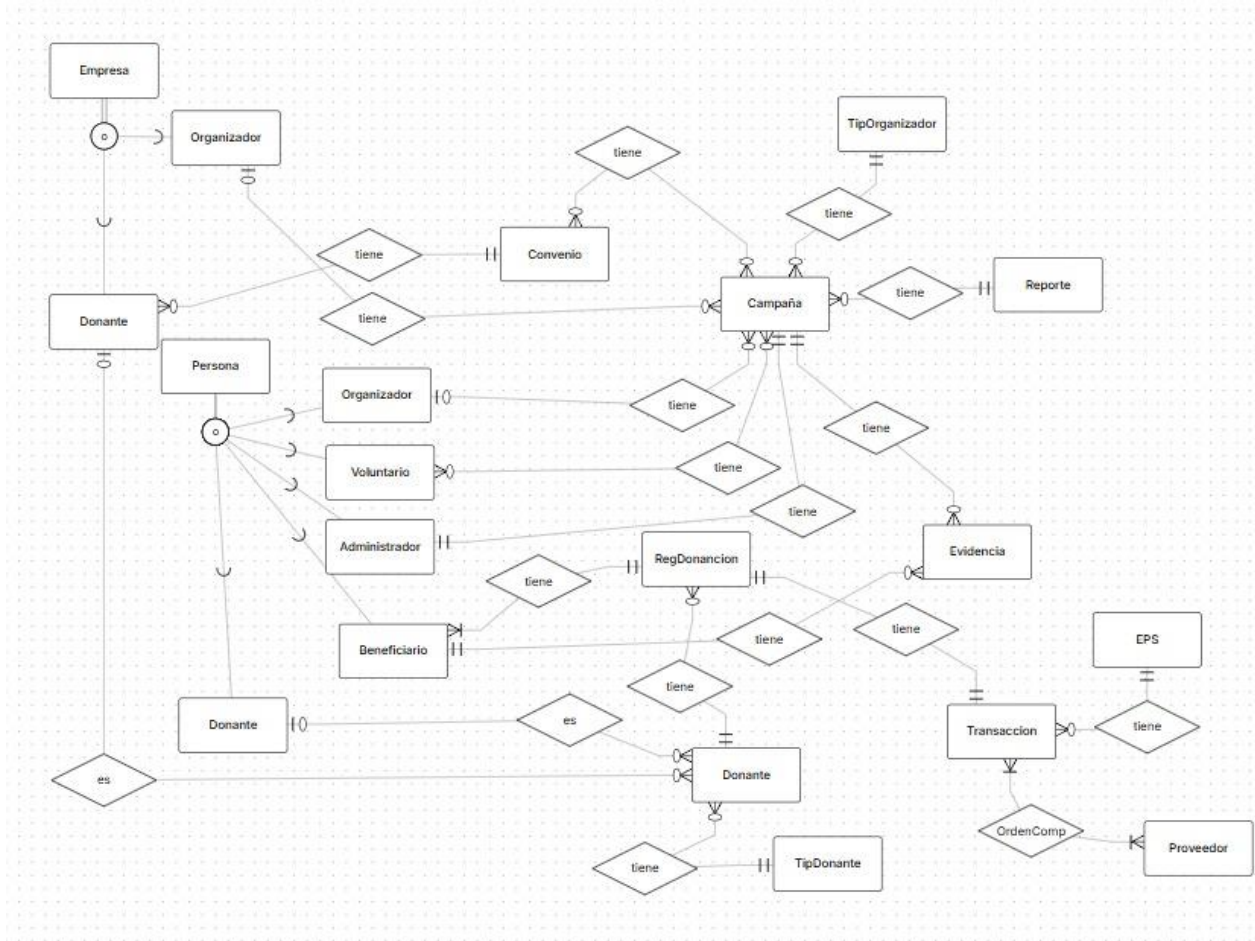 Empresa
TipOrganizador
Organizador
tiene
tiene
tiene
Convenio
tiene
Reporte
Campaña
Donante
tiene
Persona
Organizador
tiene
tiene
Voluntario
tiene
tiene
Administrador
RegDonancion
Evidencia
tiene
tiene
tiene
EPS
Beneficiario
tiene
Donante
es
tiene
Transaccion
es
Donante
OrdenComp
Proveedor
tiene
TipDonante